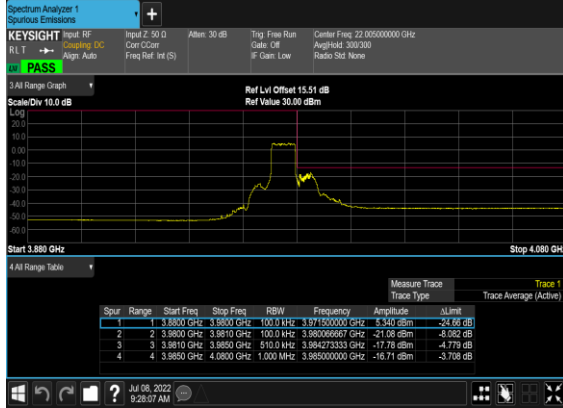 Spectrum Analyzer 1
Spurious Emissions
+
KEYSIGHT Input: RF Input Z: 50 Ω Atten: 30 dB Trig: Free Run Center Freq: 22.005000000 GHz
RLT Coupling: DC Corr CCorr Gate: Off Avg|Hold: 300/300
Align: Auto Freq Ref: Int (S) IF Gain: Low Radio Std: None
PASS
3 All Range Graph Ref Lvl Offset 15.51 dB
Scale/Div 10.0 dB Ref Value 30.00 dBm
Log
20.0
10.0
0.00
-10.0
-20.0
-30.0
-40.0
-50.0
-60.0
Start 3.880 GHz Stop 4.080 GH
4 All Range Table
Measure Trace Trace 1
Trace Type Trace Average (Active)
Spur Range Start Freq Stop Freq RBW Frequency Amplitude ΔLimit
1 1 3.8800 GHz 3.9800 GHz 100.0 kHz 3.971500000 GHz 5.340 dBm -24.66 dB
2 2 3.9800 GHz 3.9810 GHz 100.0 kHz 3.980066667 GHz -21.08 dBm -8.082 dB
3 3 3.9810 GHz 3.9850 GHz 510.0 kHz 3.984273333 GHz -17.78 dBm -4.779 dB
4 4 3.9850 GHz 4.0800 GHz 1.000 MHz 3.985000000 GHz -16.71 dBm -3.708 dB
? Jul 08, 2022
9:28:07 AM